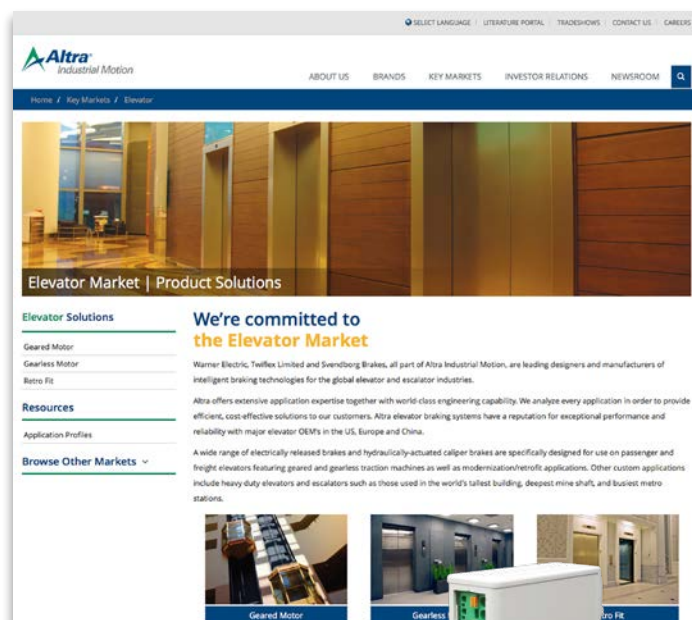 SELECT LANGUAGE | LITERATURE PORTAL | TRADESHOWS | CONTACT US | CAREERS
Altra
Industrial Motion
ABOUT US BRANDS KEY MARKETS INVESTOR RELATIONS NEWSROOM
Home / Key Markets / Elevator
Elevator Market | Product Solutions
Elevator Solutions
Geared Motor
Gearless Motor
Retro Fit
Resources
Application Profiles
Browse Other Markets
We're committed to
the Elevator Market
Warner Electric, Twiflex Limited and Svendborg Brakes, all part of Altra Industrial Motion, are leading designers and manufacturers of
intelligent braking technologies for the global elevator and escalator industries.
Altra offers extensive application expertise together with world-class engineering capability. We analyze every application in order to provide
efficient, cost-effective solutions to our customers. Altra elevator braking systems have a reputation for exceptional performance and
reliability with major elevator OEM's in the US, Europe and China.
A wide range of electrically released brakes and hydraulically-actuated caliper brakes are specifically designed for use on passenger and
freight elevators featuring geared and gearless traction machines as well as modernization/retrofit applications. Other custom applications
include heavy duty elevators and escalators such as those used in the world's tallest building, deepest mine shaft, and busiest metro
stations.
Geared Motor
Gearless
Fit